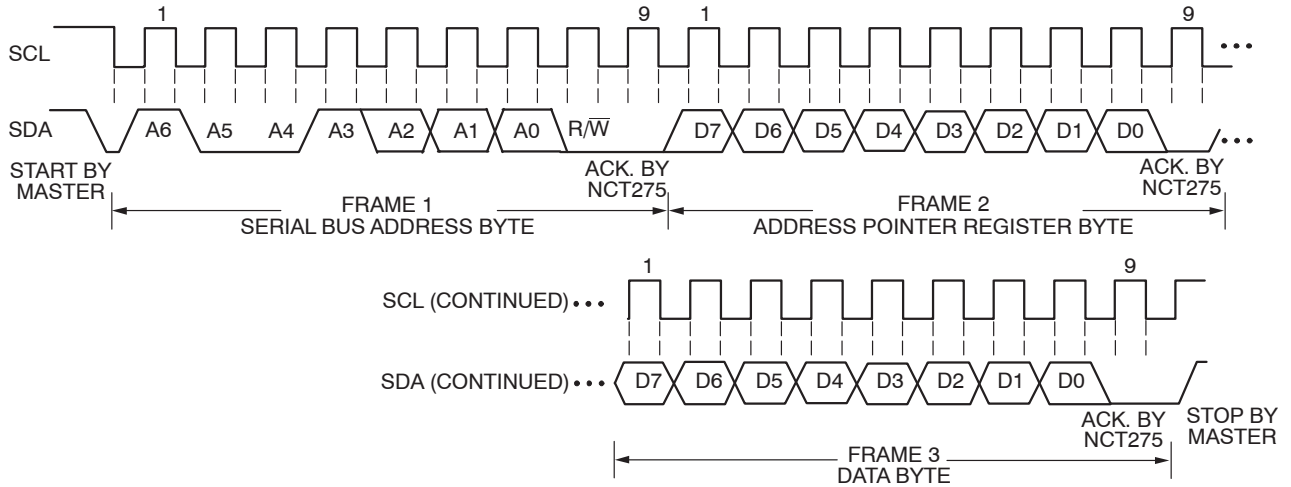 1 9 1 9
SCL
SDA A6 A5 A4 A3 A2 A1 A0 R/W̅ D7 D6 D5 D4 D3 D2 D1 D0
START BY
MASTER
ACK. BY
NCT275
ACK. BY
NCT275
FRAME 1
SERIAL BUS ADDRESS BYTE
FRAME 2
ADDRESS POINTER REGISTER BYTE
1 9
SCL (CONTINUED)
SDA (CONTINUED) D7 D6 D5 D4 D3 D2 D1 D0
ACK. BY
NCT275
STOP BY
MASTER
FRAME 3
DATA BYTE